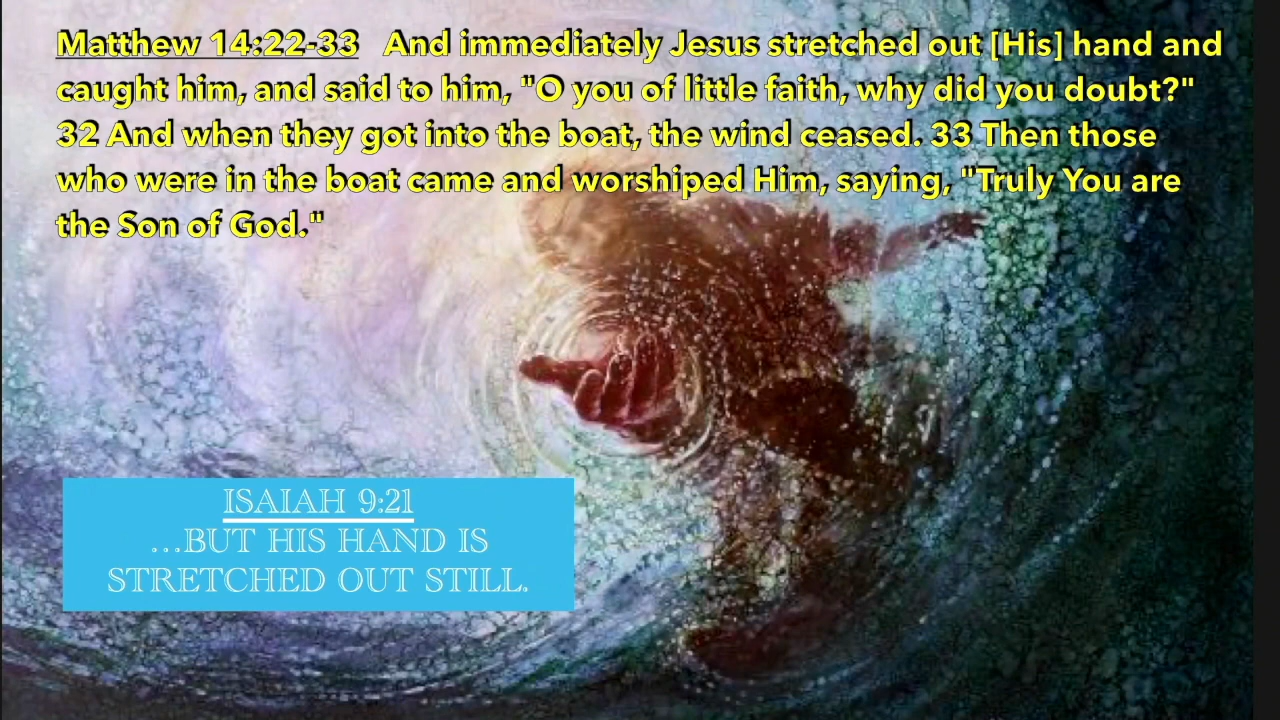 Matthew 14:22-33 And immediately Jesus stretched out [His] hand and
caught him, and said to him, "O you of little faith, why did you doubt?"
32 And when they got into the boat, the wind ceased. 33 Then those
who were in the boat came and worshiped Him, saying, "Truly You are
the Son of God."
ISAIAH 9:21
...BUT HIS HAND IS
STRETCHED OUT STILL.